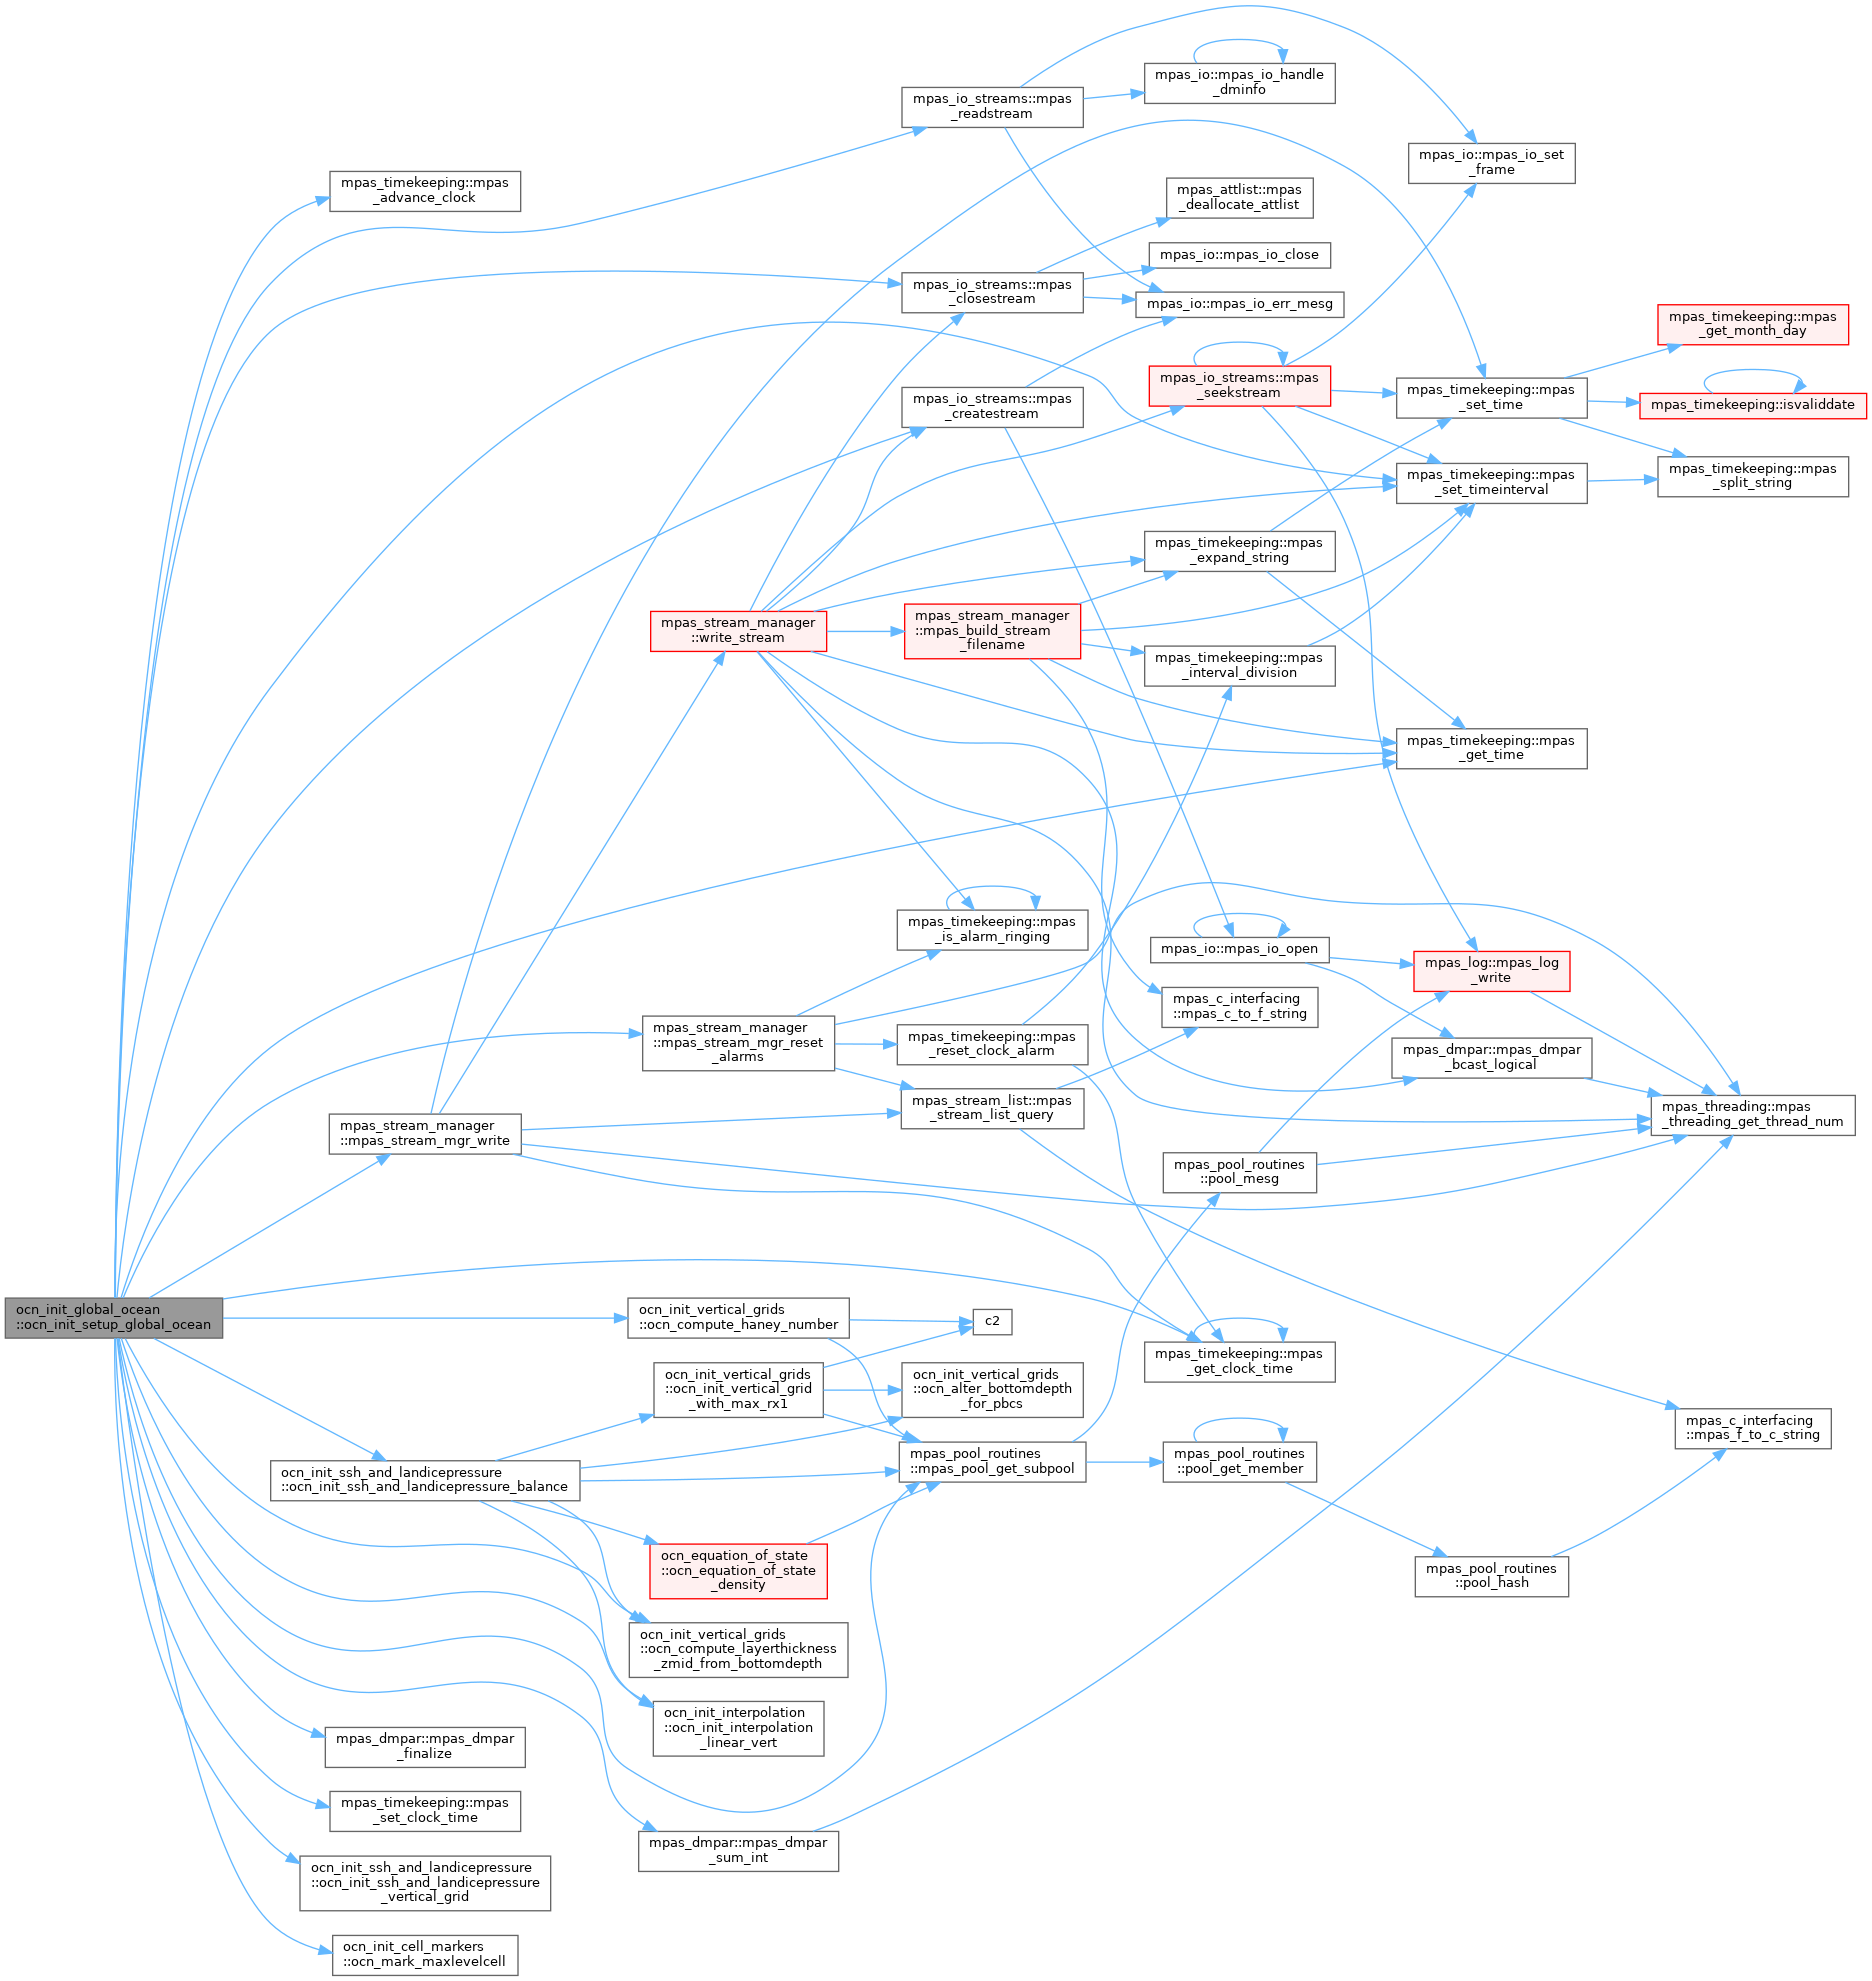 mpas_io::mpas_io_handle
_dminfo
mpas_io_streams::mpas
_readstream
mpas_io::mpas_io_set
_frame
mpas_timekeeping::mpas
_advance_clock
mpas_attlist::mpas
_deallocate_attlist
mpas_io::mpas_io_close
mpas_io_streams::mpas
_closestream
mpas_io::mpas_io_err_mesg
mpas_timekeeping::mpas
_get_month_day
mpas_io_streams::mpas
_seekstream
mpas_timekeeping::mpas
_set_time
mpas_io_streams::mpas
_createstream
mpas_timekeeping::isvaliddate
mpas_timekeeping::mpas
_set_timeinterval
mpas_timekeeping::mpas
_split_string
mpas_timekeeping::mpas
_expand_string
mpas_stream_manager
::write_stream
mpas_stream_manager
::mpas_build_stream
_filename
mpas_timekeeping::mpas
_interval_division
mpas_timekeeping::mpas
_get_time
mpas_timekeeping::mpas
_is_alarm_ringing
mpas_io::mpas_io_open
mpas_log::mpas_log
_write
mpas_c_interfacing
::mpas_c_to_f_string
mpas_stream_manager
::mpas_stream_mgr_reset
_alarms
mpas_timekeeping::mpas
_reset_clock_alarm
mpas_dmpar::mpas_dmpar
_bcast_logical
mpas_stream_list::mpas
_stream_list_query
mpas_threading::mpas
_threading_get_thread_num
mpas_stream_manager
::mpas_stream_mgr_write
mpas_pool_routines
::pool_mesg
ocn_init_global_ocean
::ocn_init_setup_global_ocean
ocn_init_vertical_grids
::ocn_compute_haney_number
c2
mpas_timekeeping::mpas
_get_clock_time
ocn_init_vertical_grids
::ocn_init_vertical_grid
_with_max_rx1
ocn_init_vertical_grids
::ocn_alter_bottomdepth
_for_pbcs
mpas_c_interfacing
::mpas_f_to_c_string
ocn_init_ssh_and_landicepressure
::ocn_init_ssh_and_landicepressure_balance
mpas_pool_routines
::mpas_pool_get_subpool
mpas_pool_routines
::pool_get_member
ocn_equation_of_state
::ocn_equation_of_state
_density
mpas_pool_routines
::pool_hash
ocn_init_vertical_grids
::ocn_compute_layerthickness
_zmid_from_bottomdepth
ocn_init_interpolation
::ocn_init_interpolation
_linear_vert
mpas_dmpar::mpas_dmpar
_finalize
mpas_timekeeping::mpas
_set_clock_time
mpas_dmpar::mpas_dmpar
_sum_int
ocn_init_ssh_and_landicepressure
::ocn_init_ssh_and_landicepressure
_vertical_grid
ocn_init_cell_markers
::ocn_mark_maxlevelcell